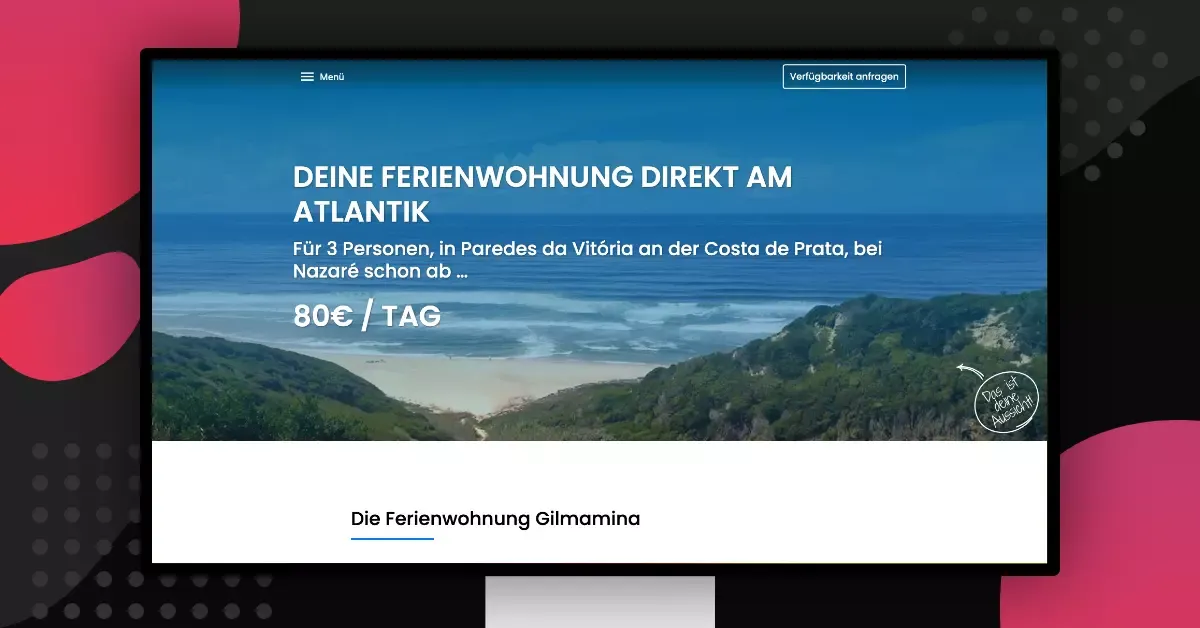 Menü
Verfügbarkeit anfragen
DEINE FERIENWOHNUNG DIREKT AM
ATLANTIK
Für 3 Personen, in Paredes da Vitória an der Costa de Prata, bei
Nazaré schon ab ...
80€ / TAG
Das ist
deine
Aussicht!
Die Ferienwohnung Gilmamina